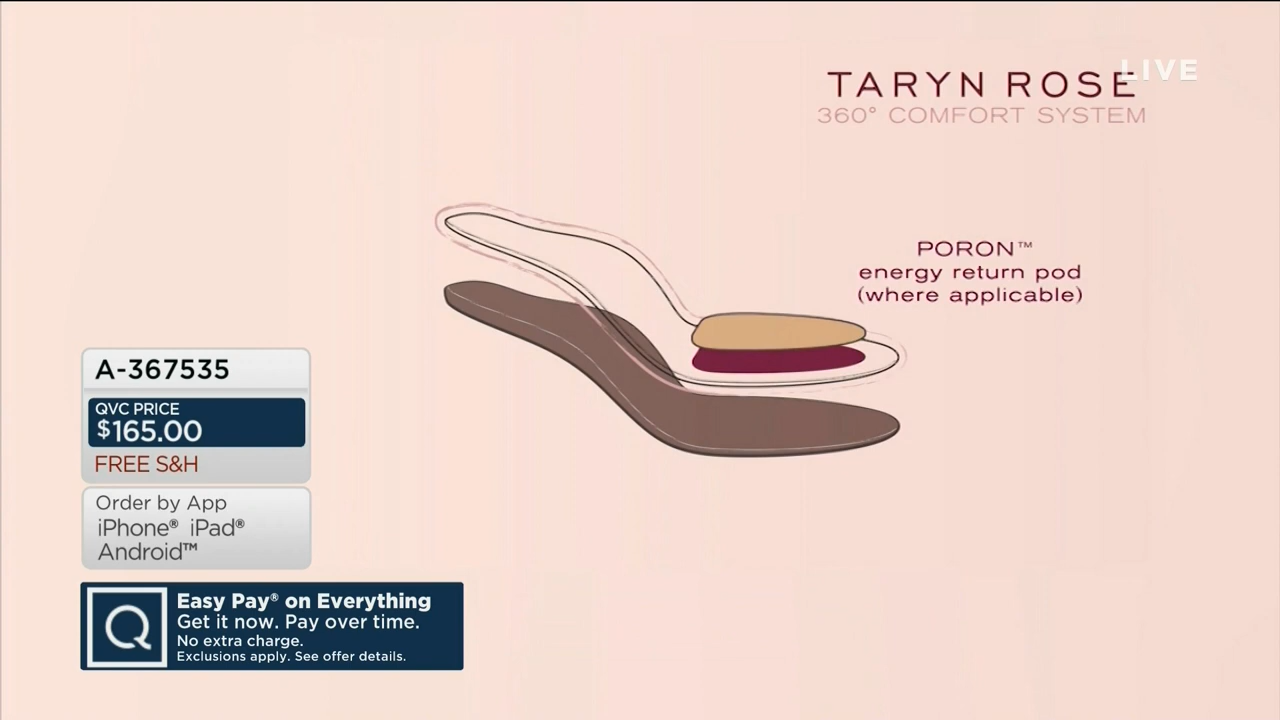 LIVE
TARYN ROSE
360° COMFORT SYSTEM
PORON™
energy return pod
(where applicable)
A-367535
QVC PRICE
$165.00
FREE S&H
Order by App
iPhone® iPad®
Android™
Q
Easy Pay® on Everything
Get it now. Pay over time.
No extra charge.
Exclusions apply. See offer details.